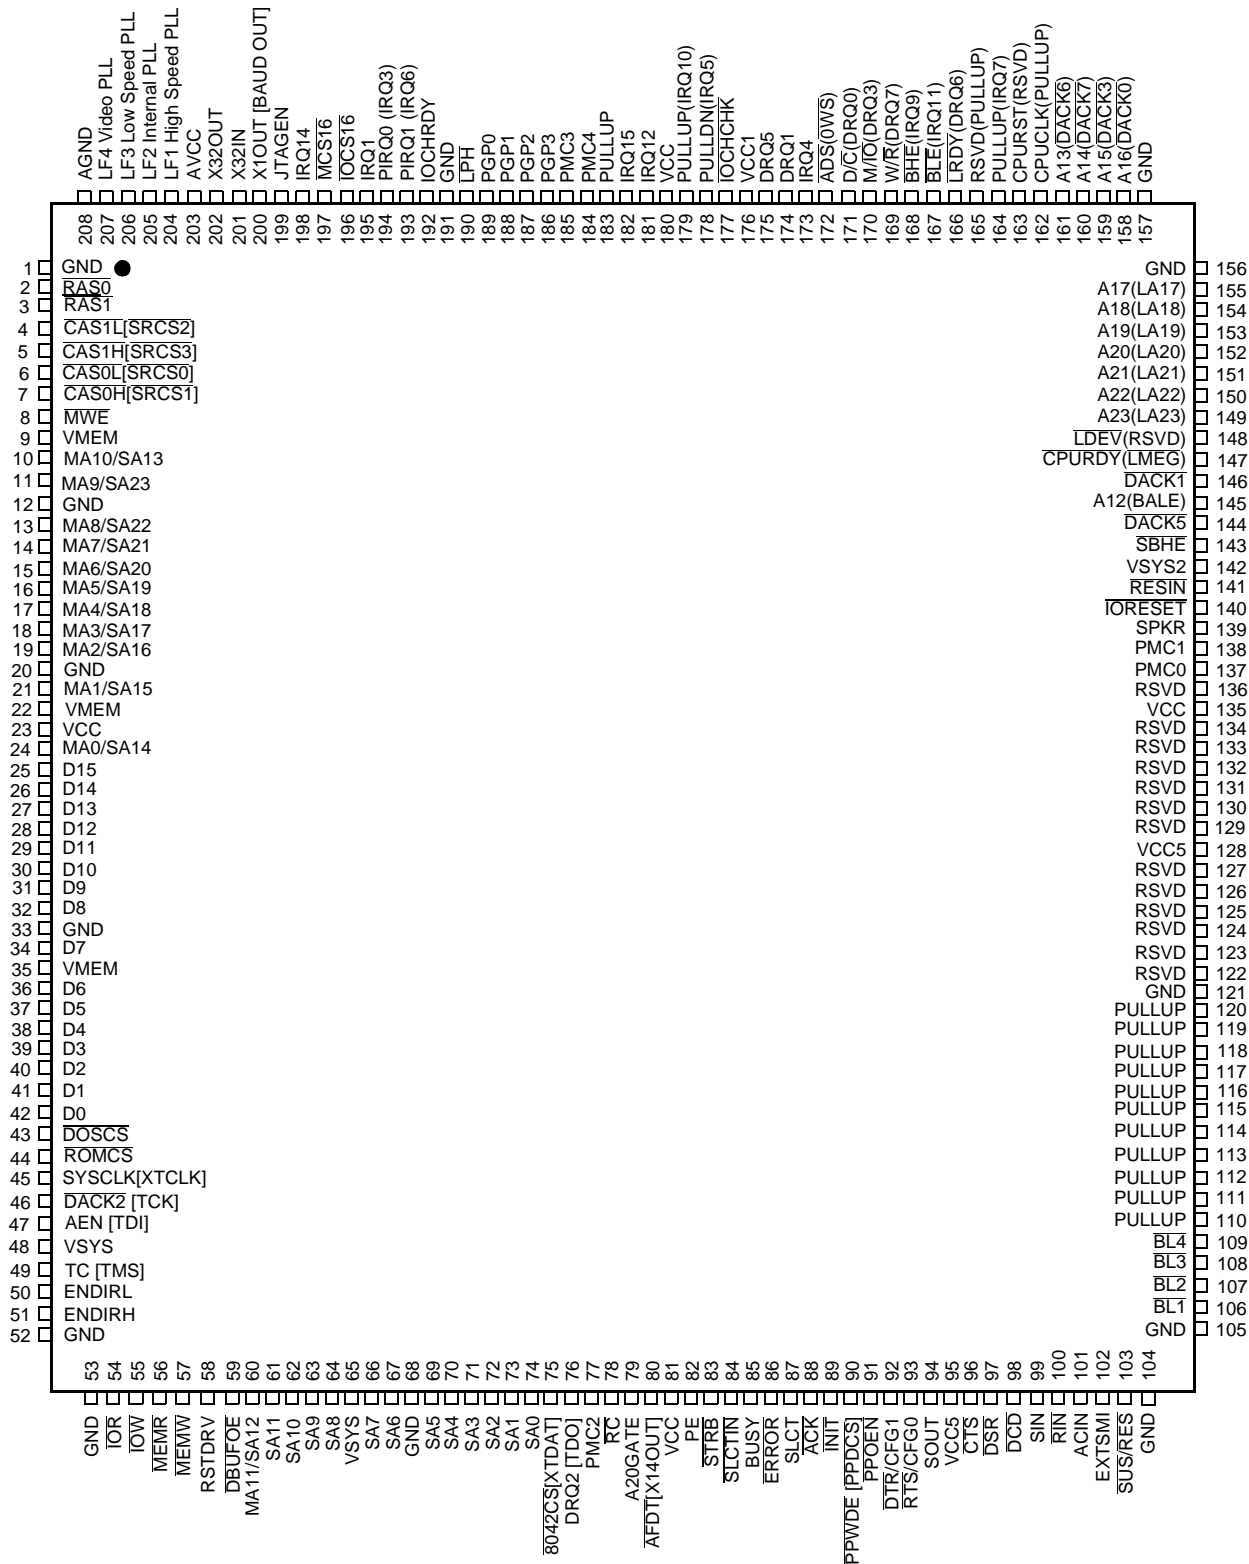 AGND
LF4 Video PLL
LF3 Low Speed PLL
LF2 Internal PLL
LF1 High Speed PLL
AVCC
X32OUT
X32IN
X1OUT [BAUD OUT]
JTAGEN
IRQ14
MCS16
IOCS16
IRQ1
PIRQ0 (IRQ3)
PIRQ1 (IRQ6)
IOCHRDY
GND
LPH
PGP0
PGP1
PGP2
PGP3
PMC3
PMC4
PULLUP
IRQ15
IRQ12
VCC
PULLUP(IRQ10)
PULLDN(IRQ5)
IOCHCHK
VCC1
DRQ5
DRQ1
IRQ4
ADS(0WS)
D/C(DRQ0)
M/IO(DRQ3)
W/R(DRQ7)
BHE(IRQ9)
BLE(IRQ11)
LRDY(DRQ6)
RSVD(PULLUP)
PULLUP(IRQ7)
CPURST(RSVD)
CPUCLK(PULLUP)
A13(DACK6)
A14(DACK7)
A15(DACK3)
A16(DACK0)
GND
208
207
206
205
204
203
202
201
200
199
198
197
196
195
194
193
192
191
190
189
188
187
186
185
184
183
182
181
180
179
178
177
176
175
174
173
172
171
170
169
168
167
166
165
164
163
162
161
160
159
158
157
1 GND
2 RAS0
3 RAS1
4 CAS1L[SRCS2]
5 CAS1H[SRCS3]
6 CAS0L[SRCS0]
7 CAS0H[SRCS1]
8 MWE
9 VMEM
10 MA10/SA13
11 MA9/SA23
12 GND
13 MA8/SA22
14 MA7/SA21
15 MA6/SA20
16 MA5/SA19
17 MA4/SA18
18 MA3/SA17
19 MA2/SA16
20 GND
21 MA1/SA15
22 VMEM
23 VCC
24 MA0/SA14
25 D15
26 D14
27 D13
28 D12
29 D11
30 D10
31 D9
32 D8
33 GND
34 D7
35 VMEM
36 D6
37 D5
38 D4
39 D3
40 D2
41 D1
42 D0
43 DOSCS
44 ROMCS
45 SYSCLK[XTCLK]
46 DACK2 [TCK]
47 AEN [TDI]
48 VSYS
49 TC [TMS]
50 ENDIRL
51 ENDIRH
52 GND
GND 156
A17(LA17) 155
A18(LA18) 154
A19(LA19) 153
A20(LA20) 152
A21(LA21) 151
A22(LA22) 150
A23(LA23) 149
LDEV(RSVD) 148
CPURDY(LMEG) 147
DACK1 146
A12(BALE) 145
DACK5 144
SBHE 143
VSYS2 142
RESIN 141
IORESET 140
SPKR 139
PMC1 138
PMC0 137
RSVD 136
VCC 135
RSVD 134
RSVD 133
RSVD 132
RSVD 131
RSVD 130
RSVD 129
VCC5 128
RSVD 127
RSVD 126
RSVD 125
RSVD 124
RSVD 123
RSVD 122
GND 121
PULLUP 120
PULLUP 119
PULLUP 118
PULLUP 117
PULLUP 116
PULLUP 115
PULLUP 114
PULLUP 113
PULLUP 112
PULLUP 111
PULLUP 110
BL4 109
BL3 108
BL2 107
BL1 106
GND 105
53
54
55
56
57
58
59
60
61
62
63
64
65
66
67
68
69
70
71
72
73
74
75
76
77
78
79
80
81
82
83
84
85
86
87
88
89
90
91
92
93
94
95
96
97
98
99
100
101
102
103
104
GND
IOR
IOW
MEMR
MEMW
RSTDRV
DBUFOE
MA11/SA12
SA11
SA10
SA9
SA8
VSYS
SA7
SA6
GND
SA5
SA4
SA3
SA2
SA1
SA0
8042CS[XTDAT]
DRQ2 [TDO]
PMC2
RC
A20GATE
AFDT[X14OUT]
VCC
PE
STRB
SLCTIN
BUSY
ERROR
SLCT
ACK
INIT
PPWDE [PPDCS]
PPOEN
DTR/CFG1
RTS/CFG0
SOUT
VCC5
CTS
DSR
DCD
SIN
RIN
ACIN
EXTSMI
SUS/RES
GND